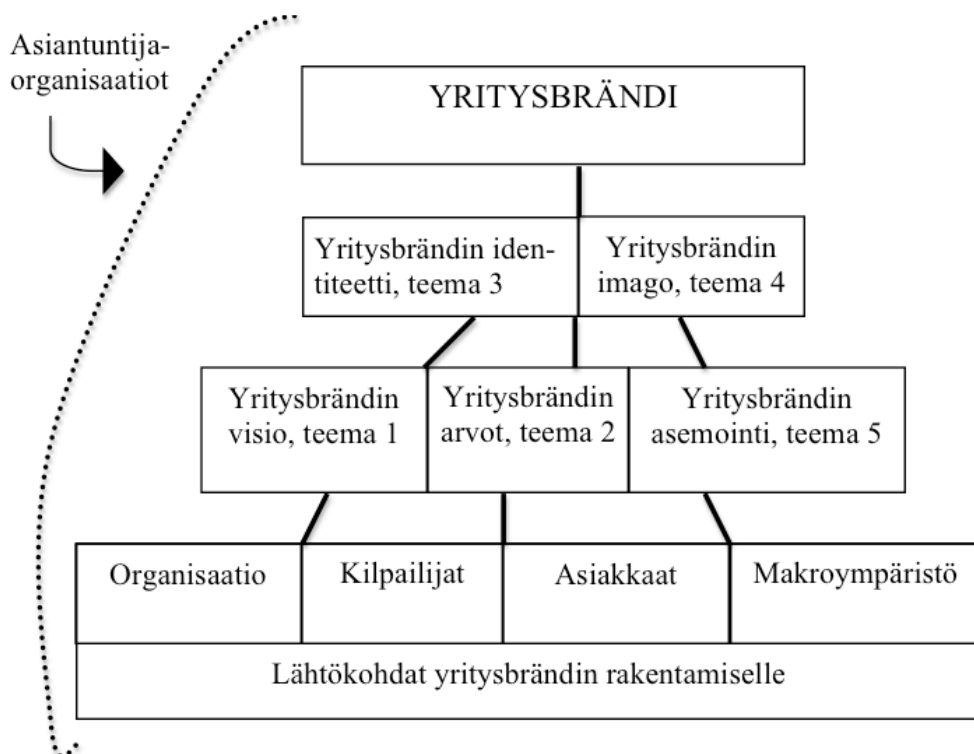 Asiantuntija-
organisaatiot
YRITYSBRÄNDI
Yritysbrändin iden-
titeetti, teema 3
Yritysbrändin
imago, teema 4
Yritysbrändin
visio, teema 1
Yritysbrändin
arvot, teema 2
Yritysbrändin
asemointi, teema 5
Organisaatio
Kilpailijat
Asiakkaat
Makroympäristö
Lähtökohdat yritysbrändin rakentamiselle